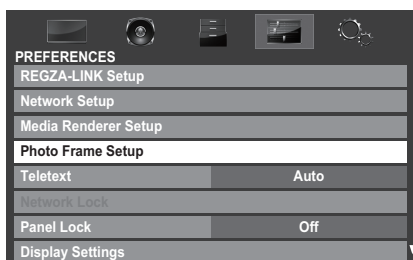 PREFERENCES
REGZA-LINK Setup
Network Setup
Media Renderer Setup
Photo Frame Setup
Teletext Auto
Network Lock
Panel Lock Off
Display Settings